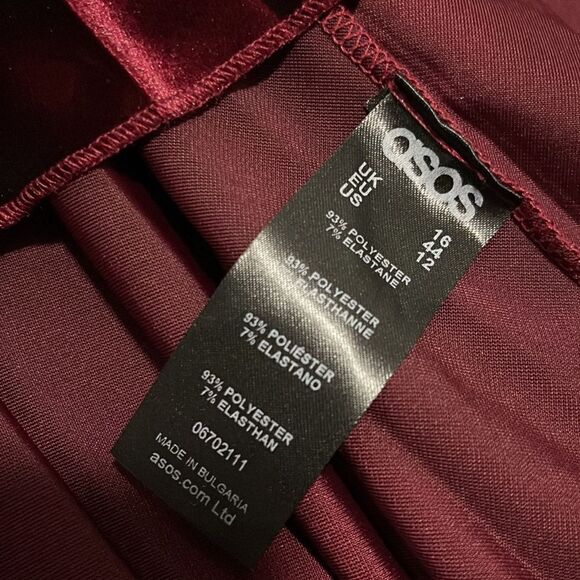 asos
UK 16
EU 44
US 12
93% POLYESTER
7% ELASTANE
93% POLYESTER
7% ÉLASTHANNE
93% POLIÉSTER
7% ELASTANO
93% POLYESTER
7% ELASTHAN
06702111
MADE IN BULGARIA
asos.com Ltd